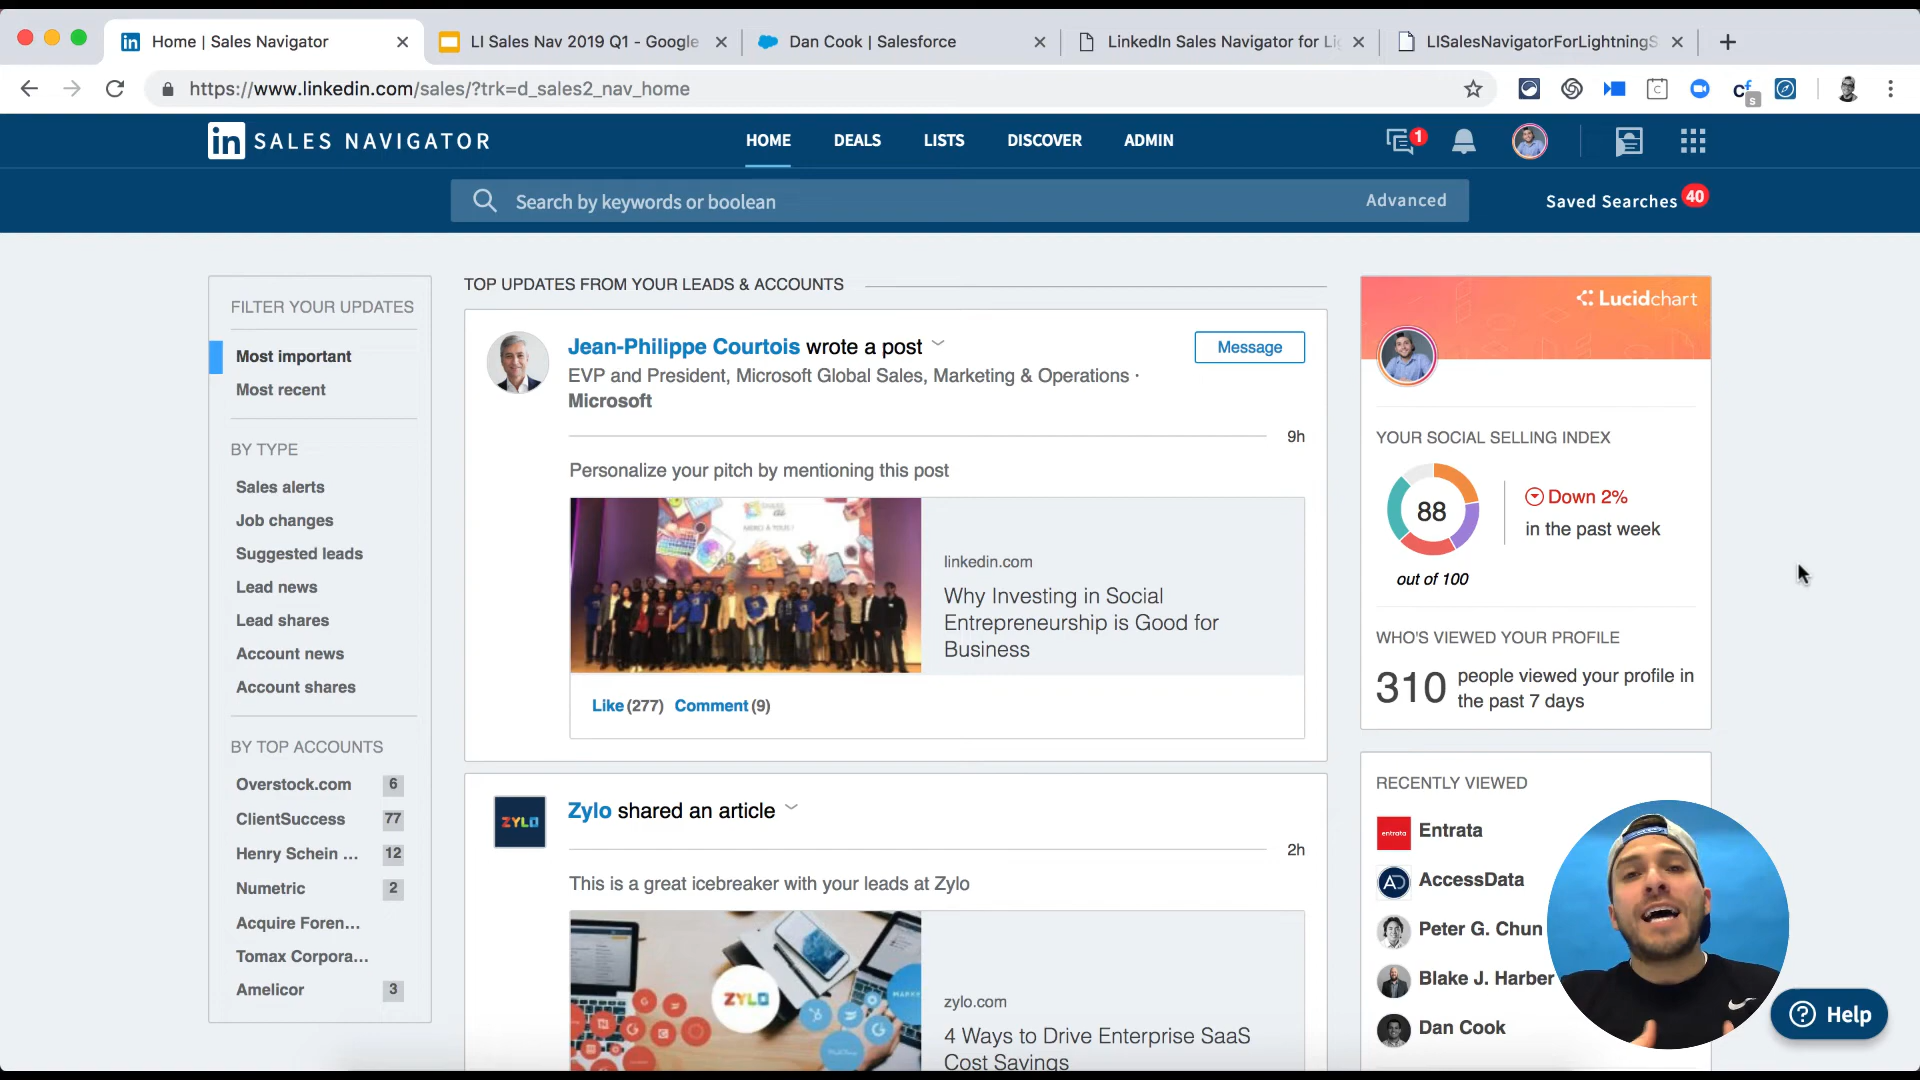 Home | Sales Navigator
LI Sales Nav 2019 Q1 - Google
Dan Cook | Salesforce
LinkedIn Sales Navigator for Li
LISalesNavigatorForLightningS
https://www.linkedin.com/sales/?trk=d_sales2_nav_home
in SALES NAVIGATOR
HOME DEALS LISTS DISCOVER ADMIN
1
Search by keywords or boolean
Advanced
Saved Searches 40
FILTER YOUR UPDATES
Most important
Most recent
BY TYPE
Sales alerts
Job changes
Suggested leads
Lead news
Lead shares
Account news
Account shares
BY TOP ACCOUNTS
Overstock.com 6
ClientSuccess 77
Henry Schein ... 12
Numetric 2
Acquire Foren...
Tomax Corpora...
Amelicor 3
TOP UPDATES FROM YOUR LEADS & ACCOUNTS
Jean-Philippe Courtois wrote a post
Message
EVP and President, Microsoft Global Sales, Marketing & Operations ·
Microsoft
9h
Personalize your pitch by mentioning this post
linkedin.com
Why Investing in Social
Entrepreneurship is Good for
Business
Like (277) Comment (9)
ZYLO
Zylo shared an article
2h
This is a great icebreaker with your leads at Zylo
ZYLO
zylo.com
4 Ways to Drive Enterprise SaaS
Cost Savings
Lucidchart
YOUR SOCIAL SELLING INDEX
88
out of 100
Down 2%
in the past week
WHO'S VIEWED YOUR PROFILE
310 people viewed your profile in
the past 7 days
RECENTLY VIEWED
entrata
Entrata
AccessData
Peter G. Chun
Blake J. Harber
Dan Cook
Help